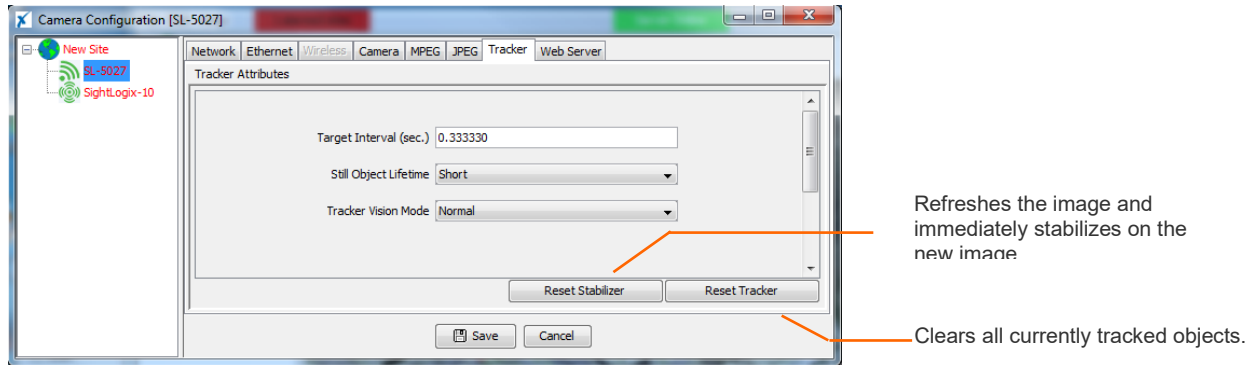 Camera Configuration [SL-5027]
New Site
SL-5027
SightLogix-10
Network Ethernet Wireless Camera MPEG JPEG Tracker Web Server
Tracker Attributes
Target Interval (sec.) 0.333330
Still Object Lifetime Short
Tracker Vision Mode Normal
Reset Stabilizer Reset Tracker
Save Cancel
Refreshes the image and
immediately stabilizes on the
new image
Clears all currently tracked objects.